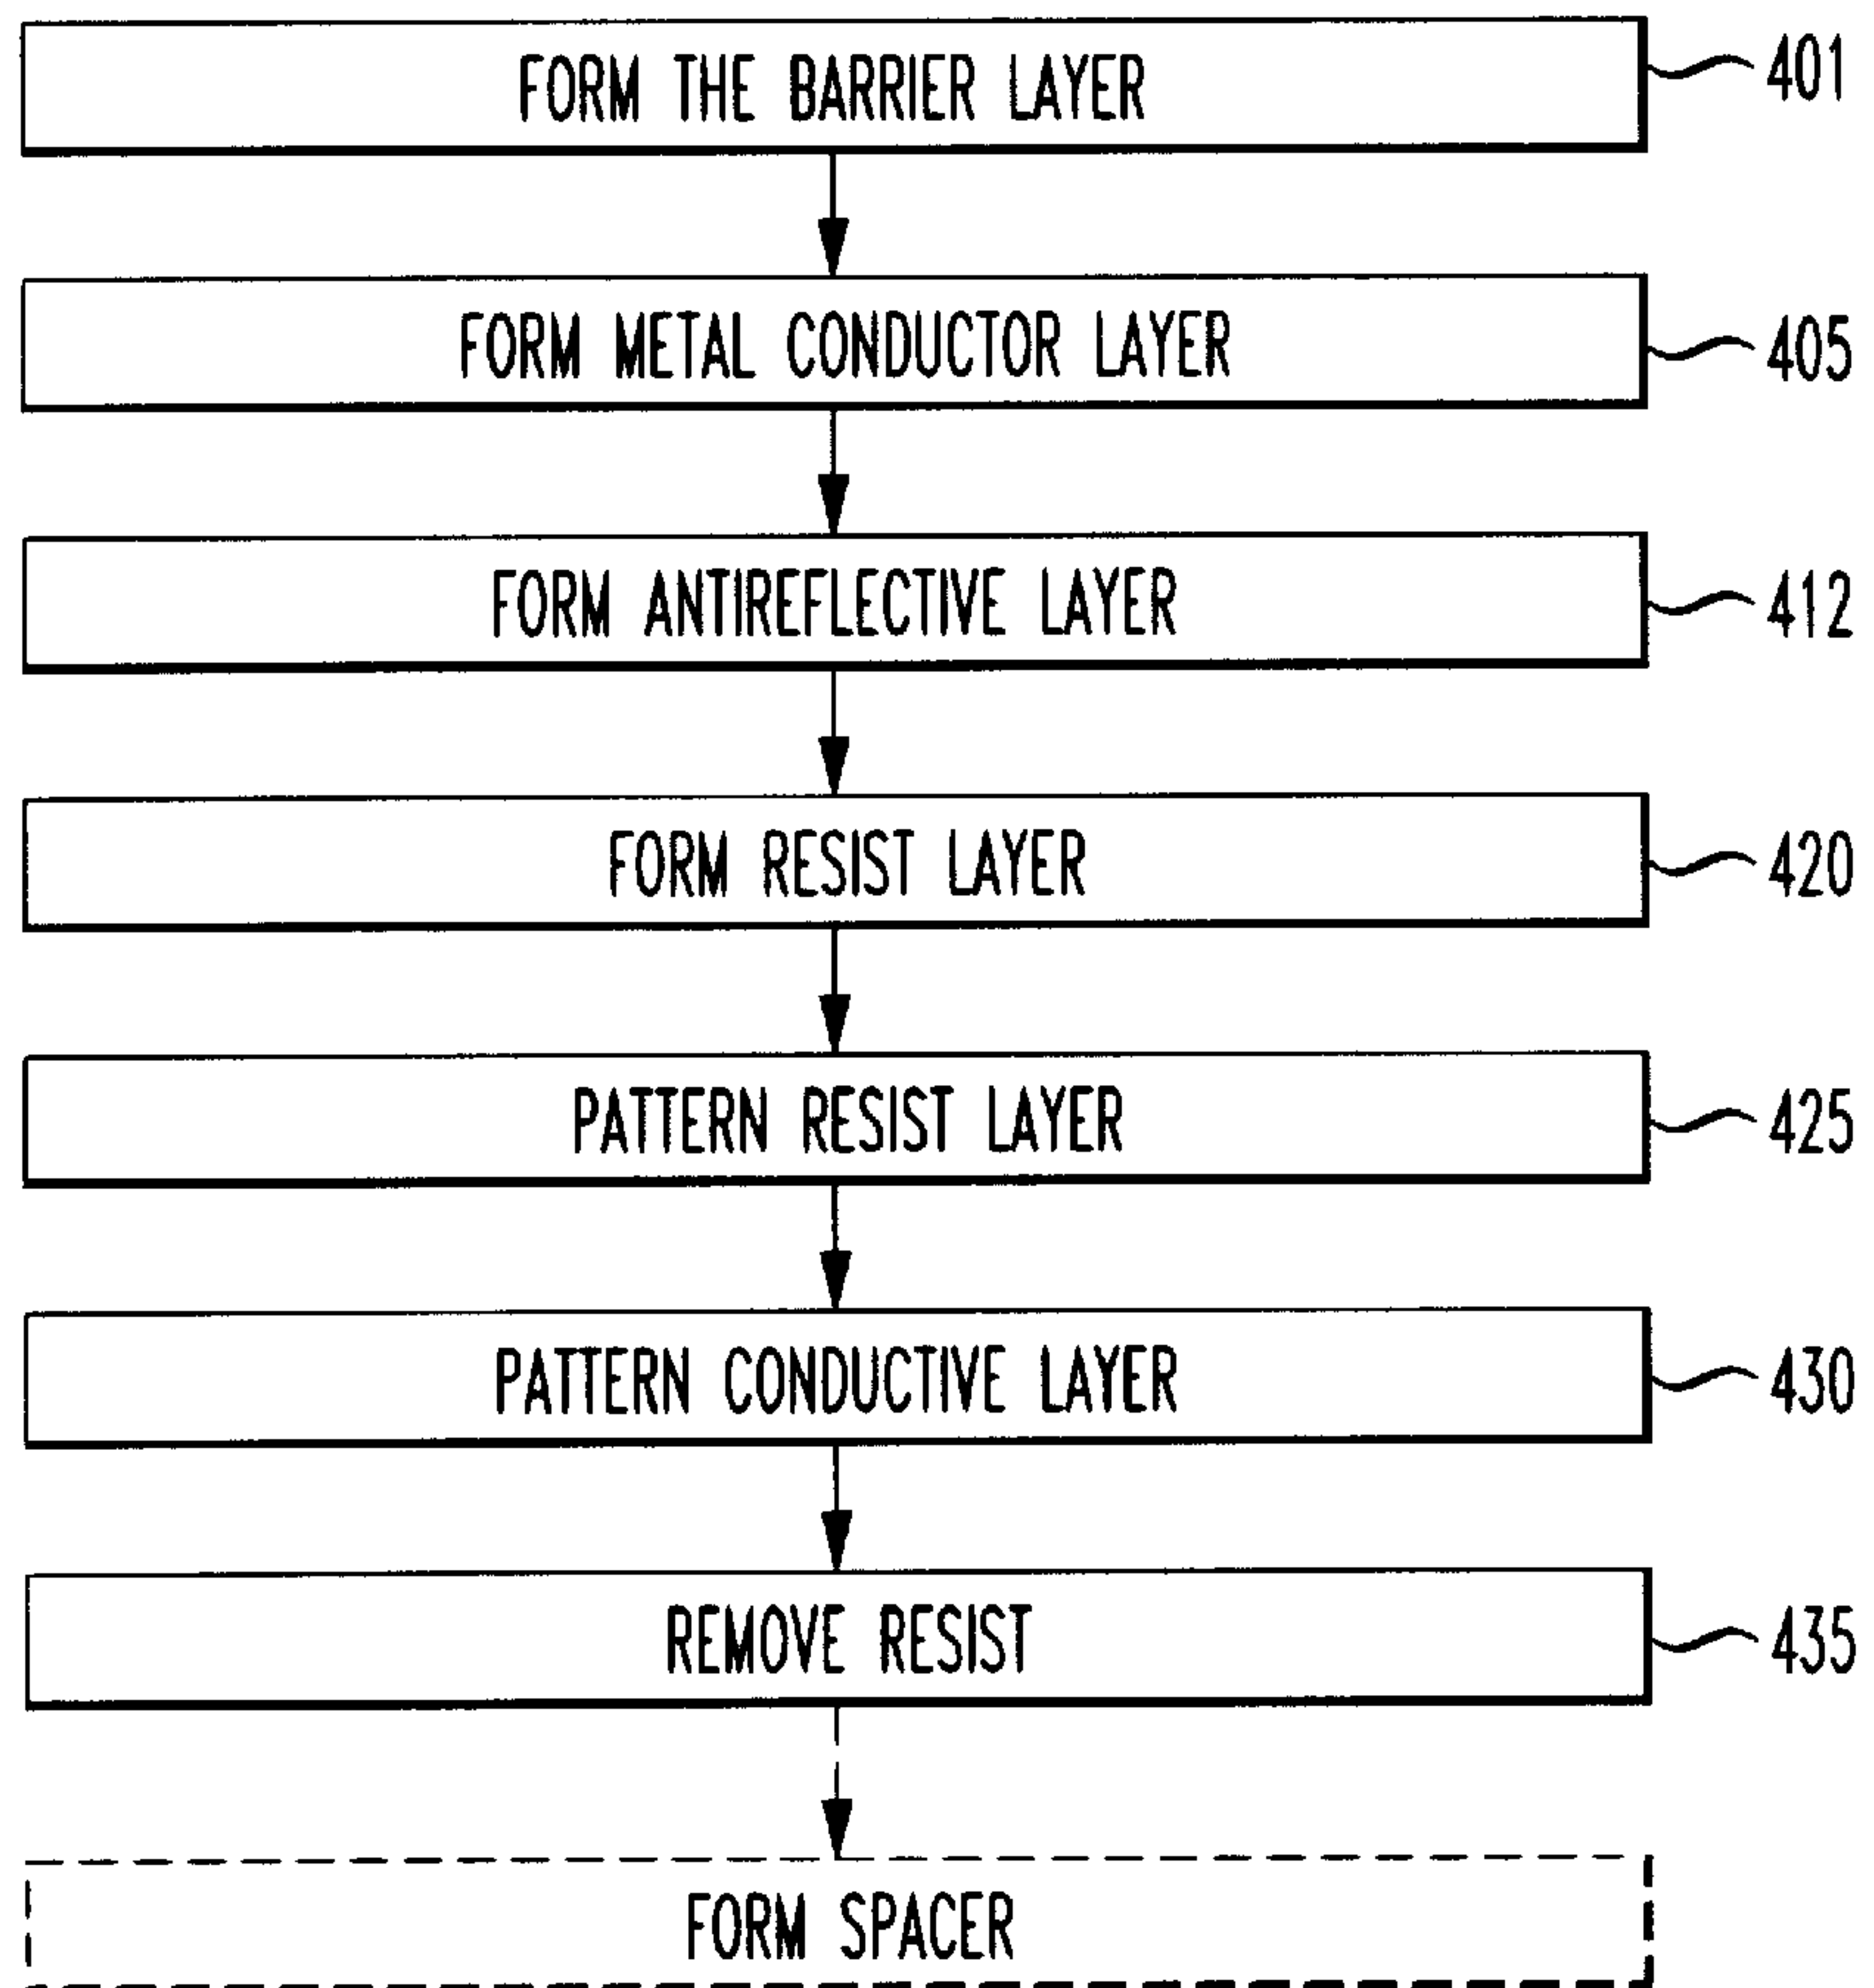 FORM THE BARRIER LAYER 401
FORM METAL CONDUCTOR LAYER 405
FORM ANTIREFLECTIVE LAYER 412
FORM RESIST LAYER 420
PATTERN RESIST LAYER 425
PATTERN CONDUCTIVE LAYER 430
REMOVE RESIST 435
FORM SPACER